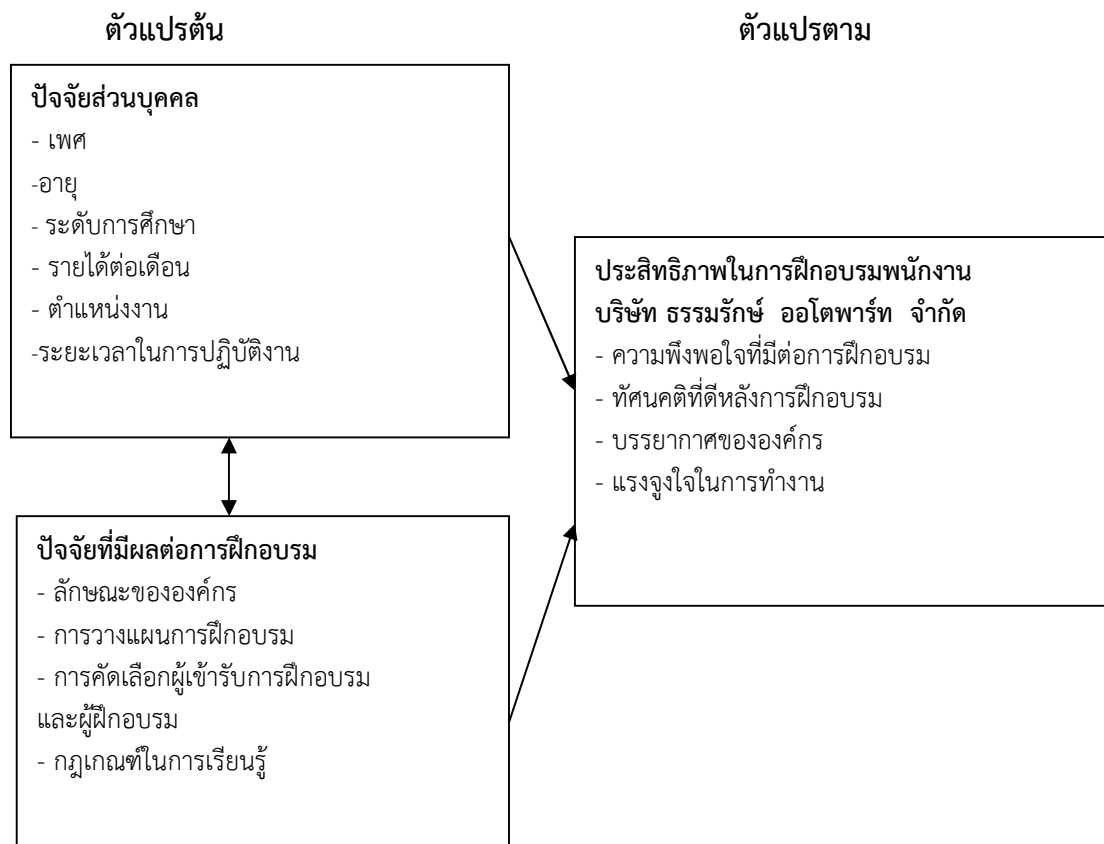 ตัวแปรต้น
ตัวแปรตาม
ปัจจัยส่วนบุคคล
- เพศ
-อายุ
- ระดับการศึกษา
- รายได้ต่อเดือน
- ตำแหน่งงาน
-ระยะเวลาในการปฏิบัติงาน
ประสิทธิภาพในการฝึกอบรมพนักงาน
บริษัท ธรรมรักษ์ ออโตพาร์ท จำกัด
- ความพึงพอใจที่มีต่อการฝึกอบรม
- ทัศนคติที่ดีหลังการฝึกอบรม
- บรรยากาศขององค์กร
- แรงจูงใจในการทำงาน
ปัจจัยที่มีผลต่อการฝึกอบรม
- ลักษณะขององค์กร
- การวางแผนการฝึกอบรม
- การคัดเลือกผู้เข้ารับการฝึกอบรม
และผู้ฝึกอบรม
- กฎเกณฑ์ในการเรียนรู้